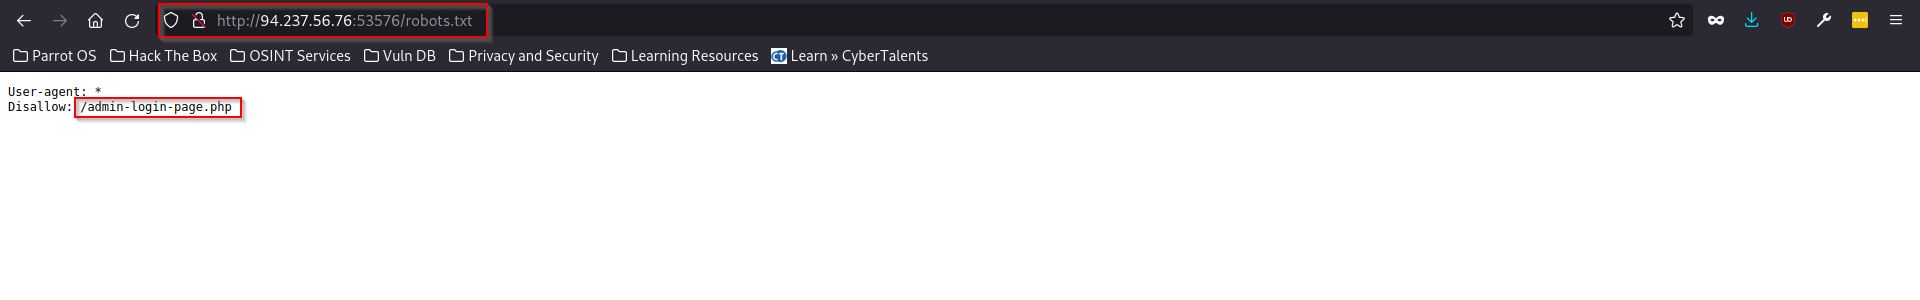 http://94.237.56.76:53576/robots.txt
Parrot OS Hack The Box OSINT Services Vuln DB Privacy and Security Learning Resources CT Learn » CyberTalents
User-agent: *
Disallow: /admin-login-page.php